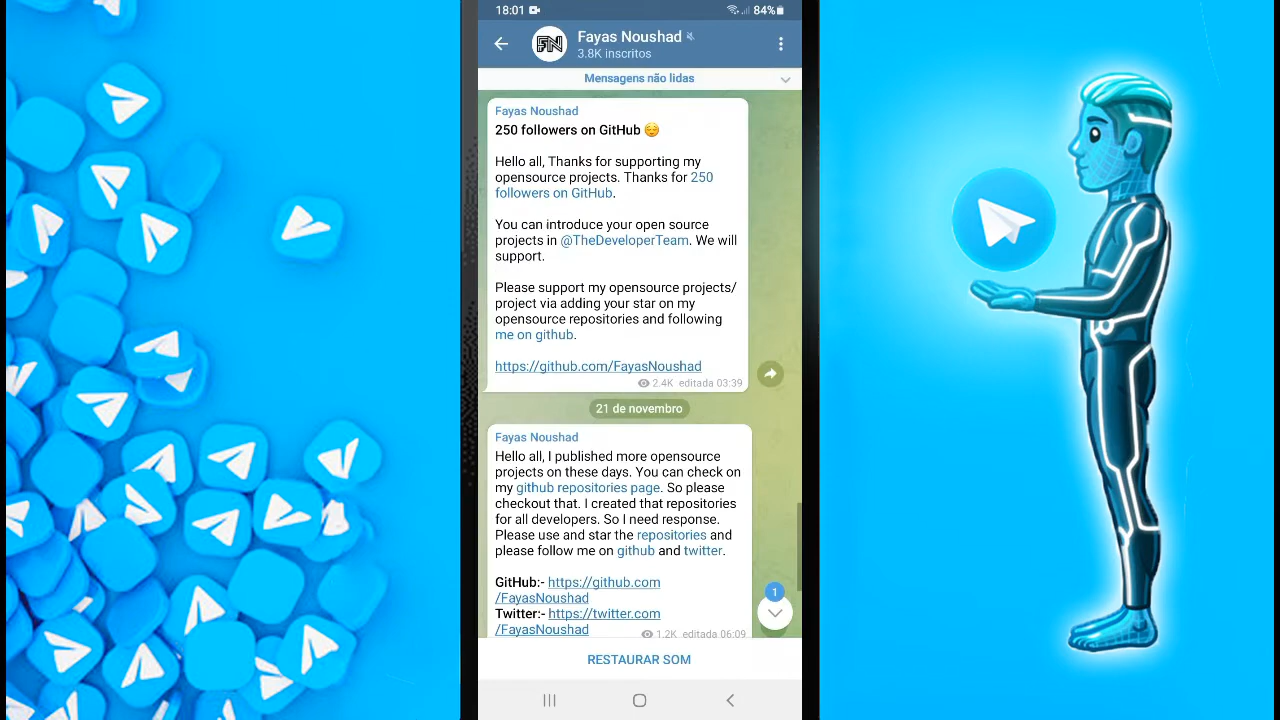 18:01 84%
FN
Fayas Noushad
3.8K inscritos
Mensagens não lidas
Fayas Noushad
250 followers on GitHub 😌
Hello all, Thanks for supporting my
opensource projects. Thanks for 250
followers on GitHub.
You can introduce your open source
projects in @TheDeveloperTeam. We will
support.
Please support my opensource projects/
project via adding your star on my
opensource repositories and following
me on github.
https://github.com/FayasNoushad
2.4K editada 03:39
21 de novembro
Fayas Noushad
Hello all, I published more opensource
projects on these days. You can check on
my github repositories page. So please
checkout that. I created that repositories
for all developers. So I need response.
Please use and star the repositories and
please follow me on github and twitter.
GitHub:- https://github.com
/FayasNoushad
Twitter:- https://twitter.com
/FayasNoushad
1.2K editada 06:09
1
RESTAURAR SOM